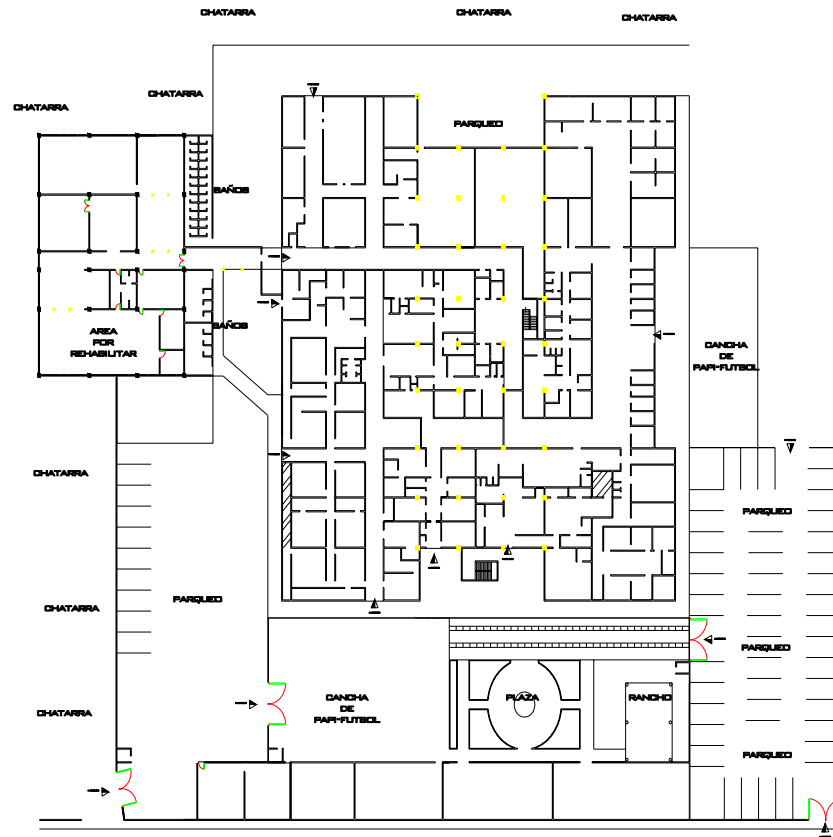 CHATARRA
CHATARRA
CHATARRA
CHATARRA
CHATARRA
PARQUEO
BAÑOS
BAÑOS
AREA
POR
REHABILITAR
CANCHA
DE
PAPI-FUTBOL
CHATARRA
PARQUEO
CHATARRA
PARQUEO
PARQUEO
CHATARRA
CANCHA
DE
PAPI-FUTBOL
PLAZA
RANCHO
PARQUEO